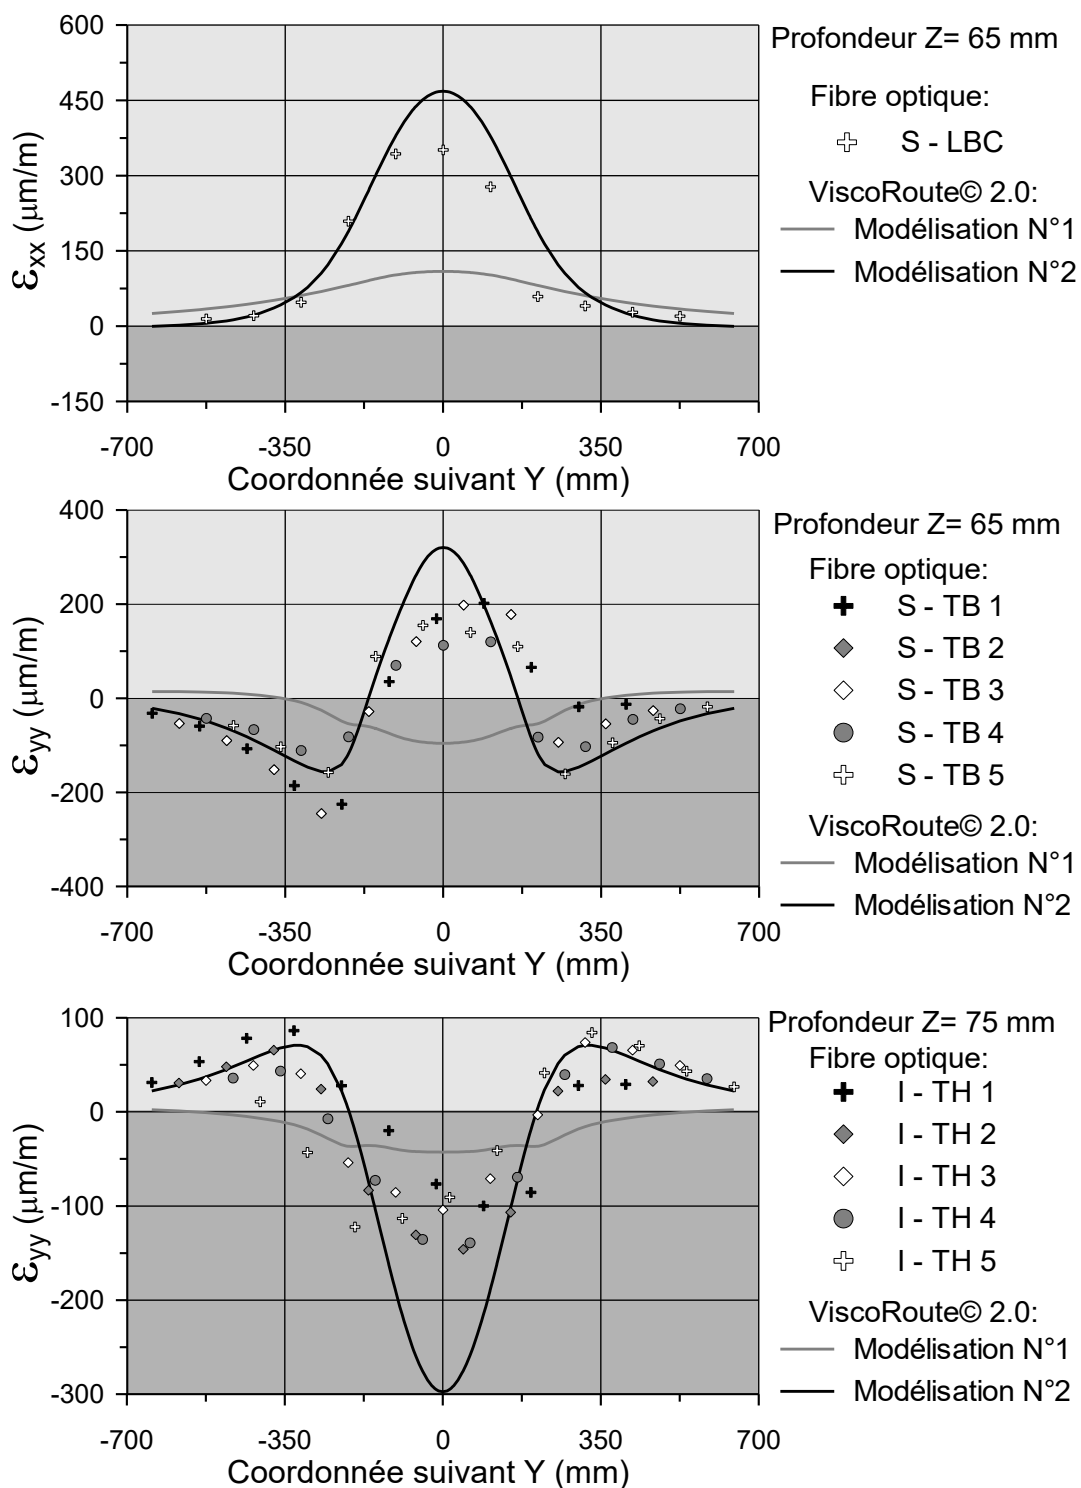 600
450
300
150
0
-150
εxx (μm/m)
-700 -350 0 350 700
Coordonnée suivant Y (mm)
Profondeur Z= 65 mm
Fibre optique:
S - LBC
ViscoRoute© 2.0:
Modélisation N°1
Modélisation N°2
400
200
0
-200
-400
εyy (μm/m)
-700 -350 0 350 700
Coordonnée suivant Y (mm)
Profondeur Z= 65 mm
Fibre optique:
S - TB 1
S - TB 2
S - TB 3
S - TB 4
S - TB 5
ViscoRoute© 2.0:
Modélisation N°1
Modélisation N°2
100
0
-100
-200
-300
εyy (μm/m)
-700 -350 0 350 700
Coordonnée suivant Y (mm)
Profondeur Z= 75 mm
Fibre optique:
I - TH 1
I - TH 2
I - TH 3
I - TH 4
I - TH 5
ViscoRoute© 2.0:
Modélisation N°1
Modélisation N°2